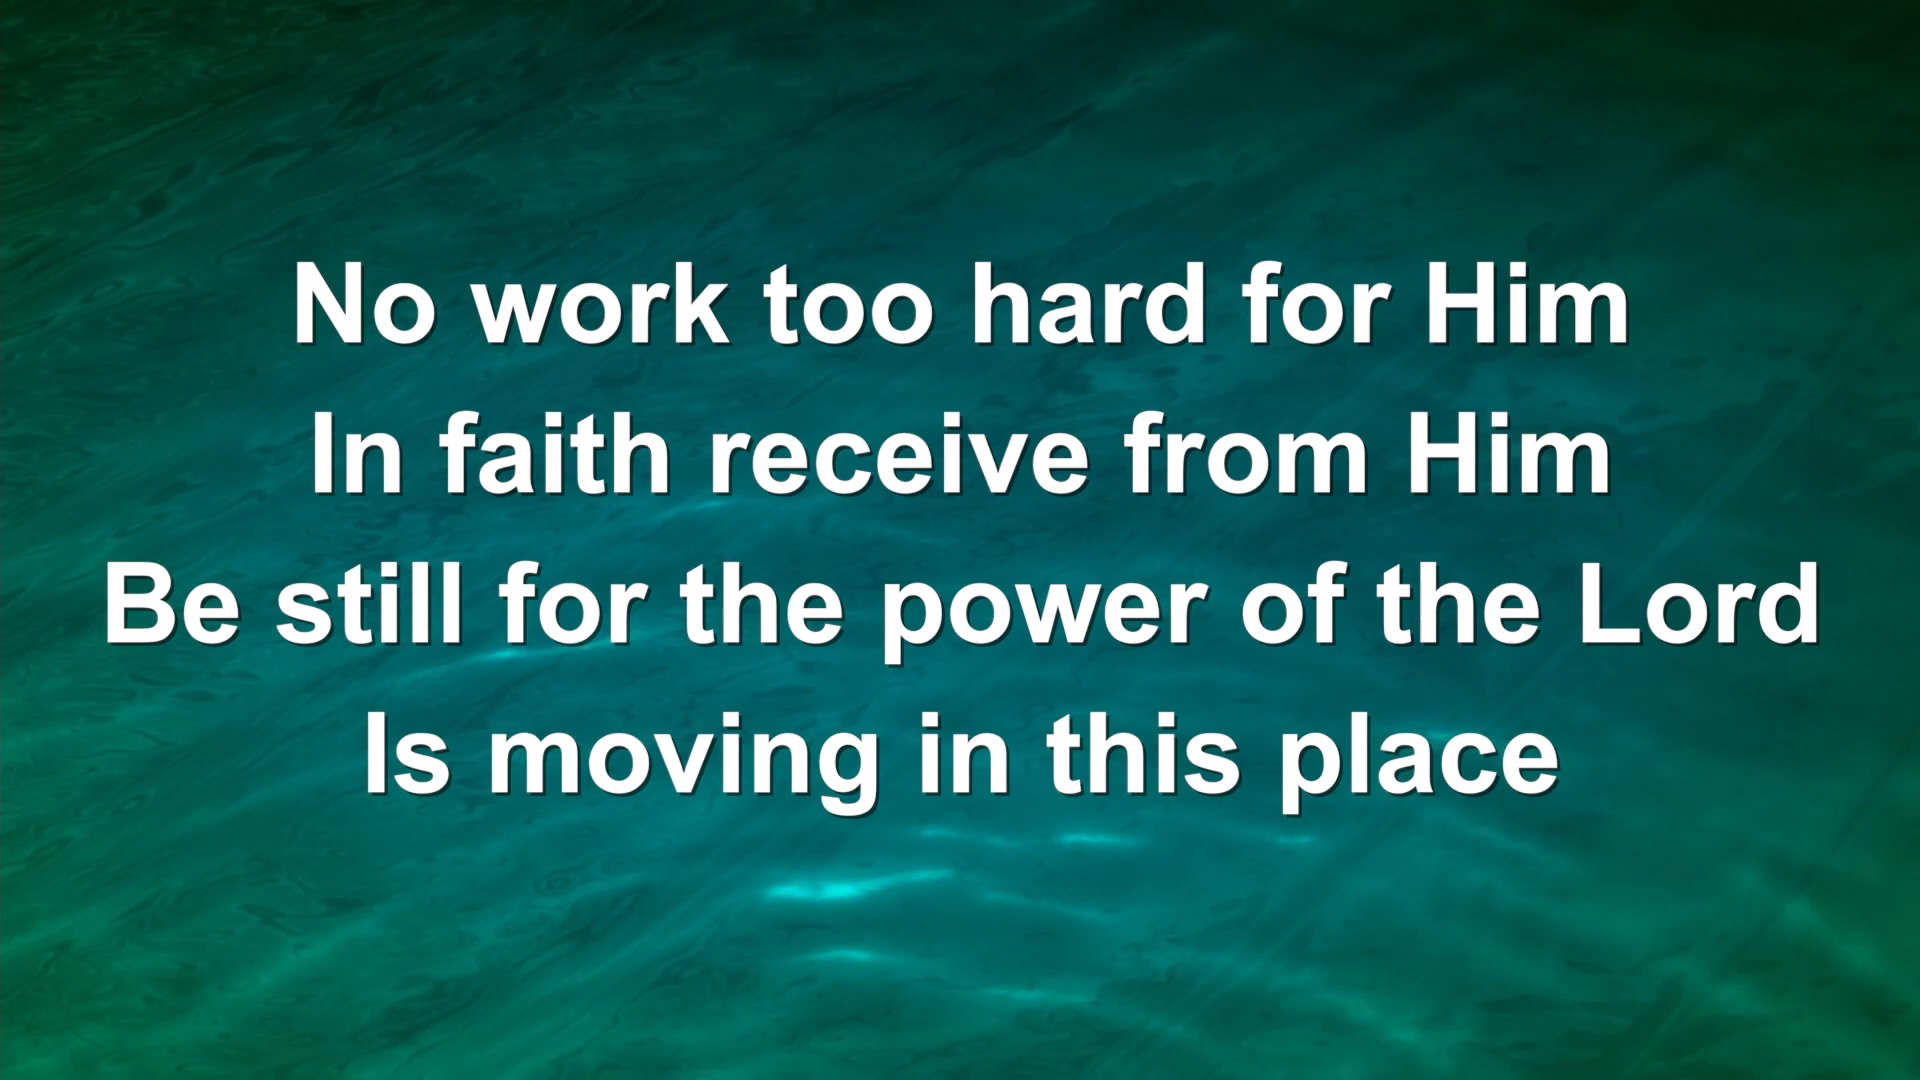 No work too hard for Him
In faith receive from Him
Be still for the power of the Lord
Is moving in this place